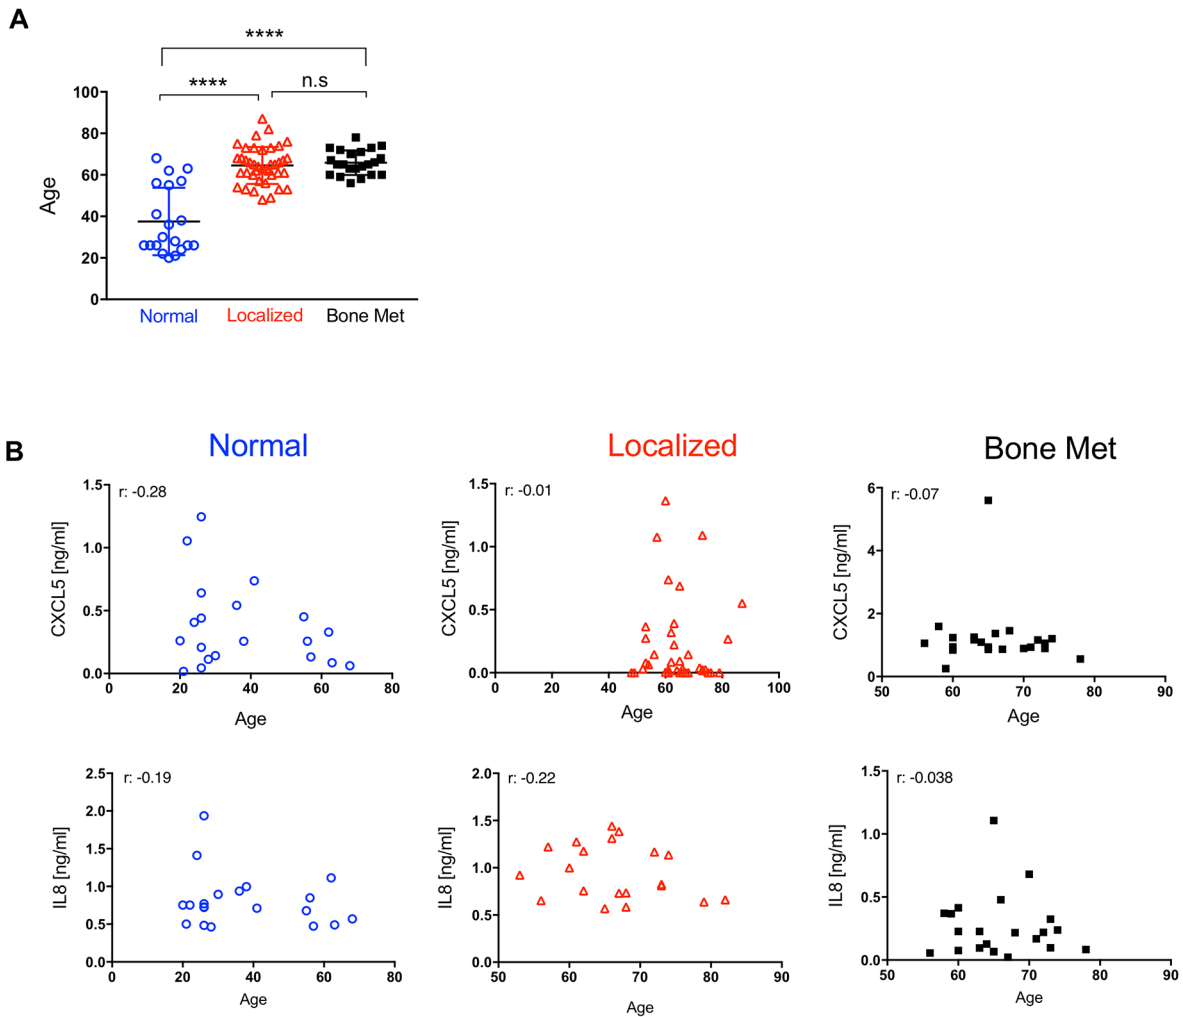 A
****
**** n.s
100
80
60
40
20
0
Age
Normal Localized Bone Met
B
Normal Localized Bone Met
r: -0.28
1.5
1.0
0.5
0.0
CXCL5 [ng/ml]
0 20 40 60 80
Age
r: -0.01
1.5
1.0
0.5
0.0
CXCL5 [ng/ml]
0 20 40 60 80 100
Age
r: -0.07
6
4
2
0
CXCL5 [ng/ml]
50 60 70 80 90
Age
r: -0.19
2.5
2.0
1.5
1.0
0.5
0.0
IL8 [ng/ml]
0 20 40 60 80
Age
r: -0.22
2.0
1.5
1.0
0.5
0.0
IL8 [ng/ml]
50 60 70 80 90
Age
r: -0.038
1.5
1.0
0.5
0.0
IL8 [ng/ml]
50 60 70 80 90
Age